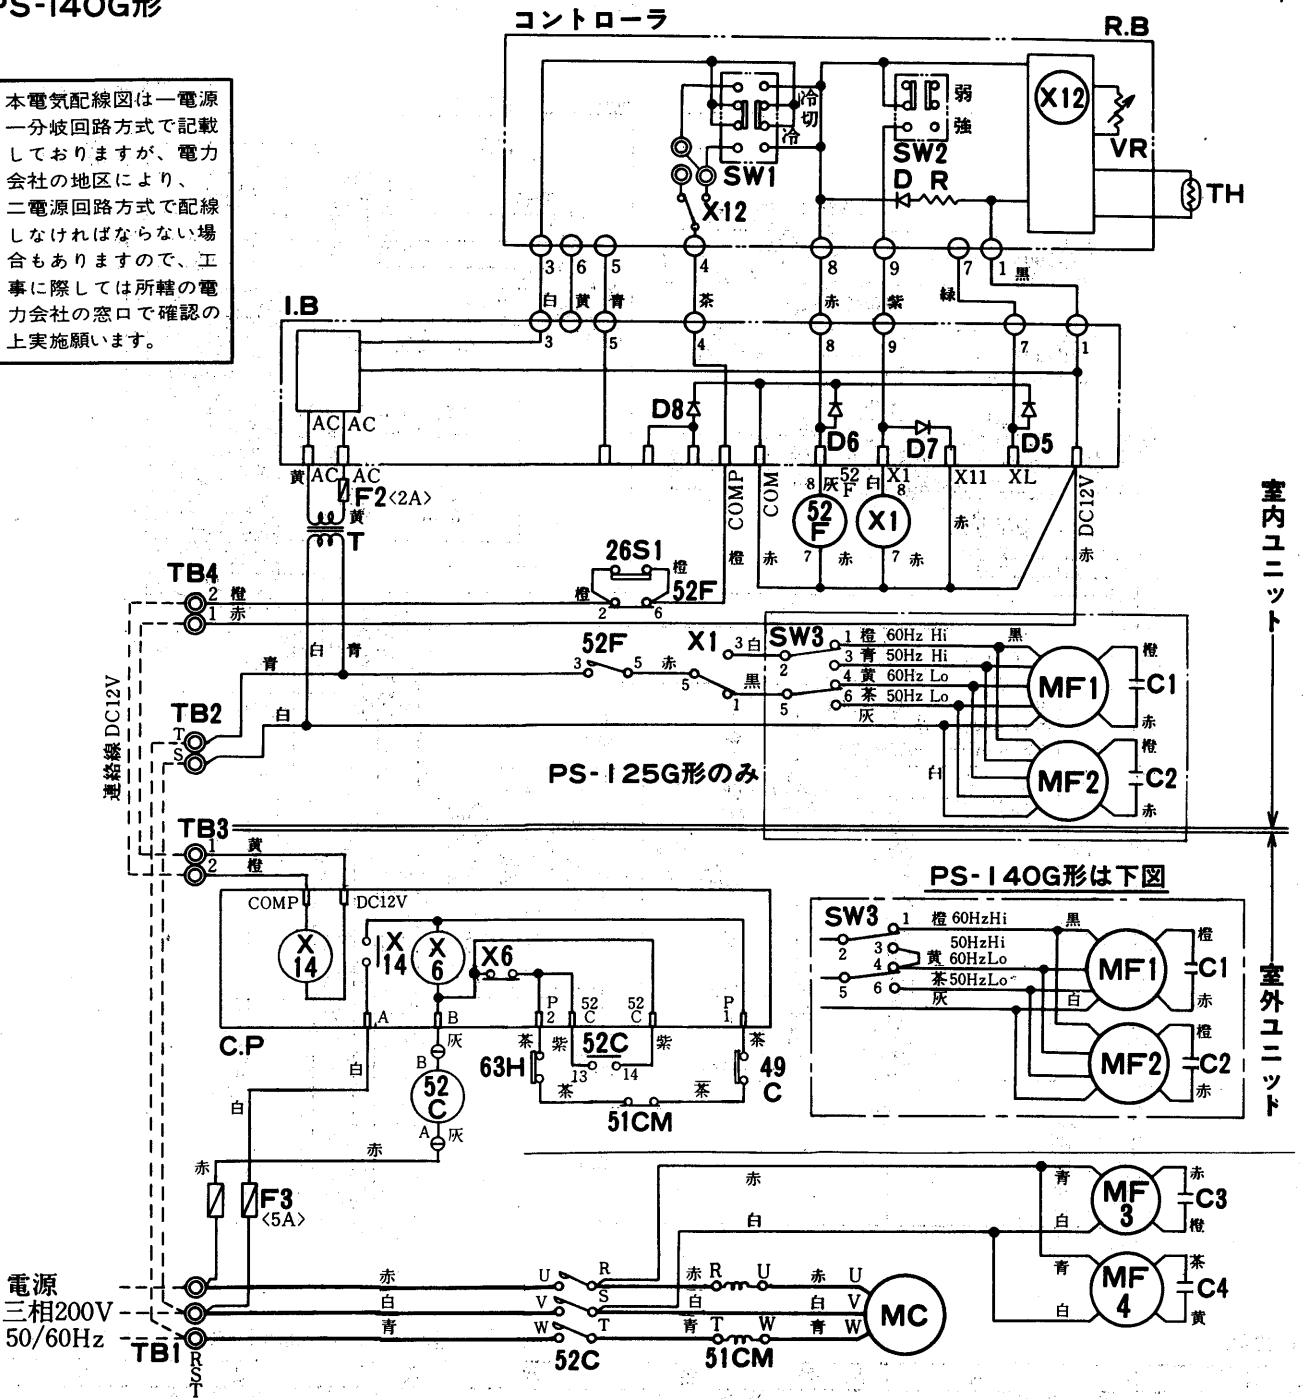 PS-140G形
コントローラ
R.B
本電気配線図は一電源
一分岐回路方式で記載
しておりますが、電力
会社の地区により、
二電源回路方式で配線
しなければならない場
合もありますので、工
事に際しては所轄の電
力会社の窓口で確認の
上実施願います。
冷
切
冷
SW1
X12
弱
強
SW2
D R
X12
VR
TH
3 6 5 4 8 9 7 1
白 黄 青 茶 赤 紫 緑 黒
I.B
3 5 4 8 9 7 1
AC AC
D8 D6 D7 D5
黄 AC AC
F2<2A>
黄
T
COMP COM
8 灰 52F 白 X1 8 X11 XL DC12V
52F X1
7 赤 7 赤 赤 赤
橙 赤
26S1
橙 橙
52F
2 6
TB4
2 橙
1 赤
白 青
青
52F
3 5 赤
X1
3 白
5 黒 1
SW3
2 5
1 橙 60Hz Hi
3 青 50Hz Hi
4 黄 60Hz Lo
6 茶 50Hz Lo
灰
黒
MF1
橙
C1
赤
MF2
橙
C2
赤
白
TB2
T
S
白
連絡線DC12V
PS-125G形のみ
室内ユニット
TB3
1 黄
2 橙
COMP DC12V
X14
X14
X6
X6
A B P2 52C 52C P1
C.P
白 灰 茶 紫 紫 茶
B
52C
A 灰
63H
52C
13 14
49C
茶 茶
51CM
PS-140G形は下図
SW3
2 5
1 橙 60HzHi
3 50HzHi
4 黄 60HzLo
6 茶 50HzLo
灰
黒
白
MF1
橙
C1
赤
MF2
橙
C2
赤
室外ユニット
白
赤
赤
F3
<5A>
電源
三相200V
50/60Hz
TB1
R
S
T
赤 白 青
U V W
R S T
52C
赤 R U 赤 U
白 白 V
青 T W 青 W
51CM
MC
赤
白
青
白
MF3
赤
C3
橙
青
白
MF4
茶
C4
黄